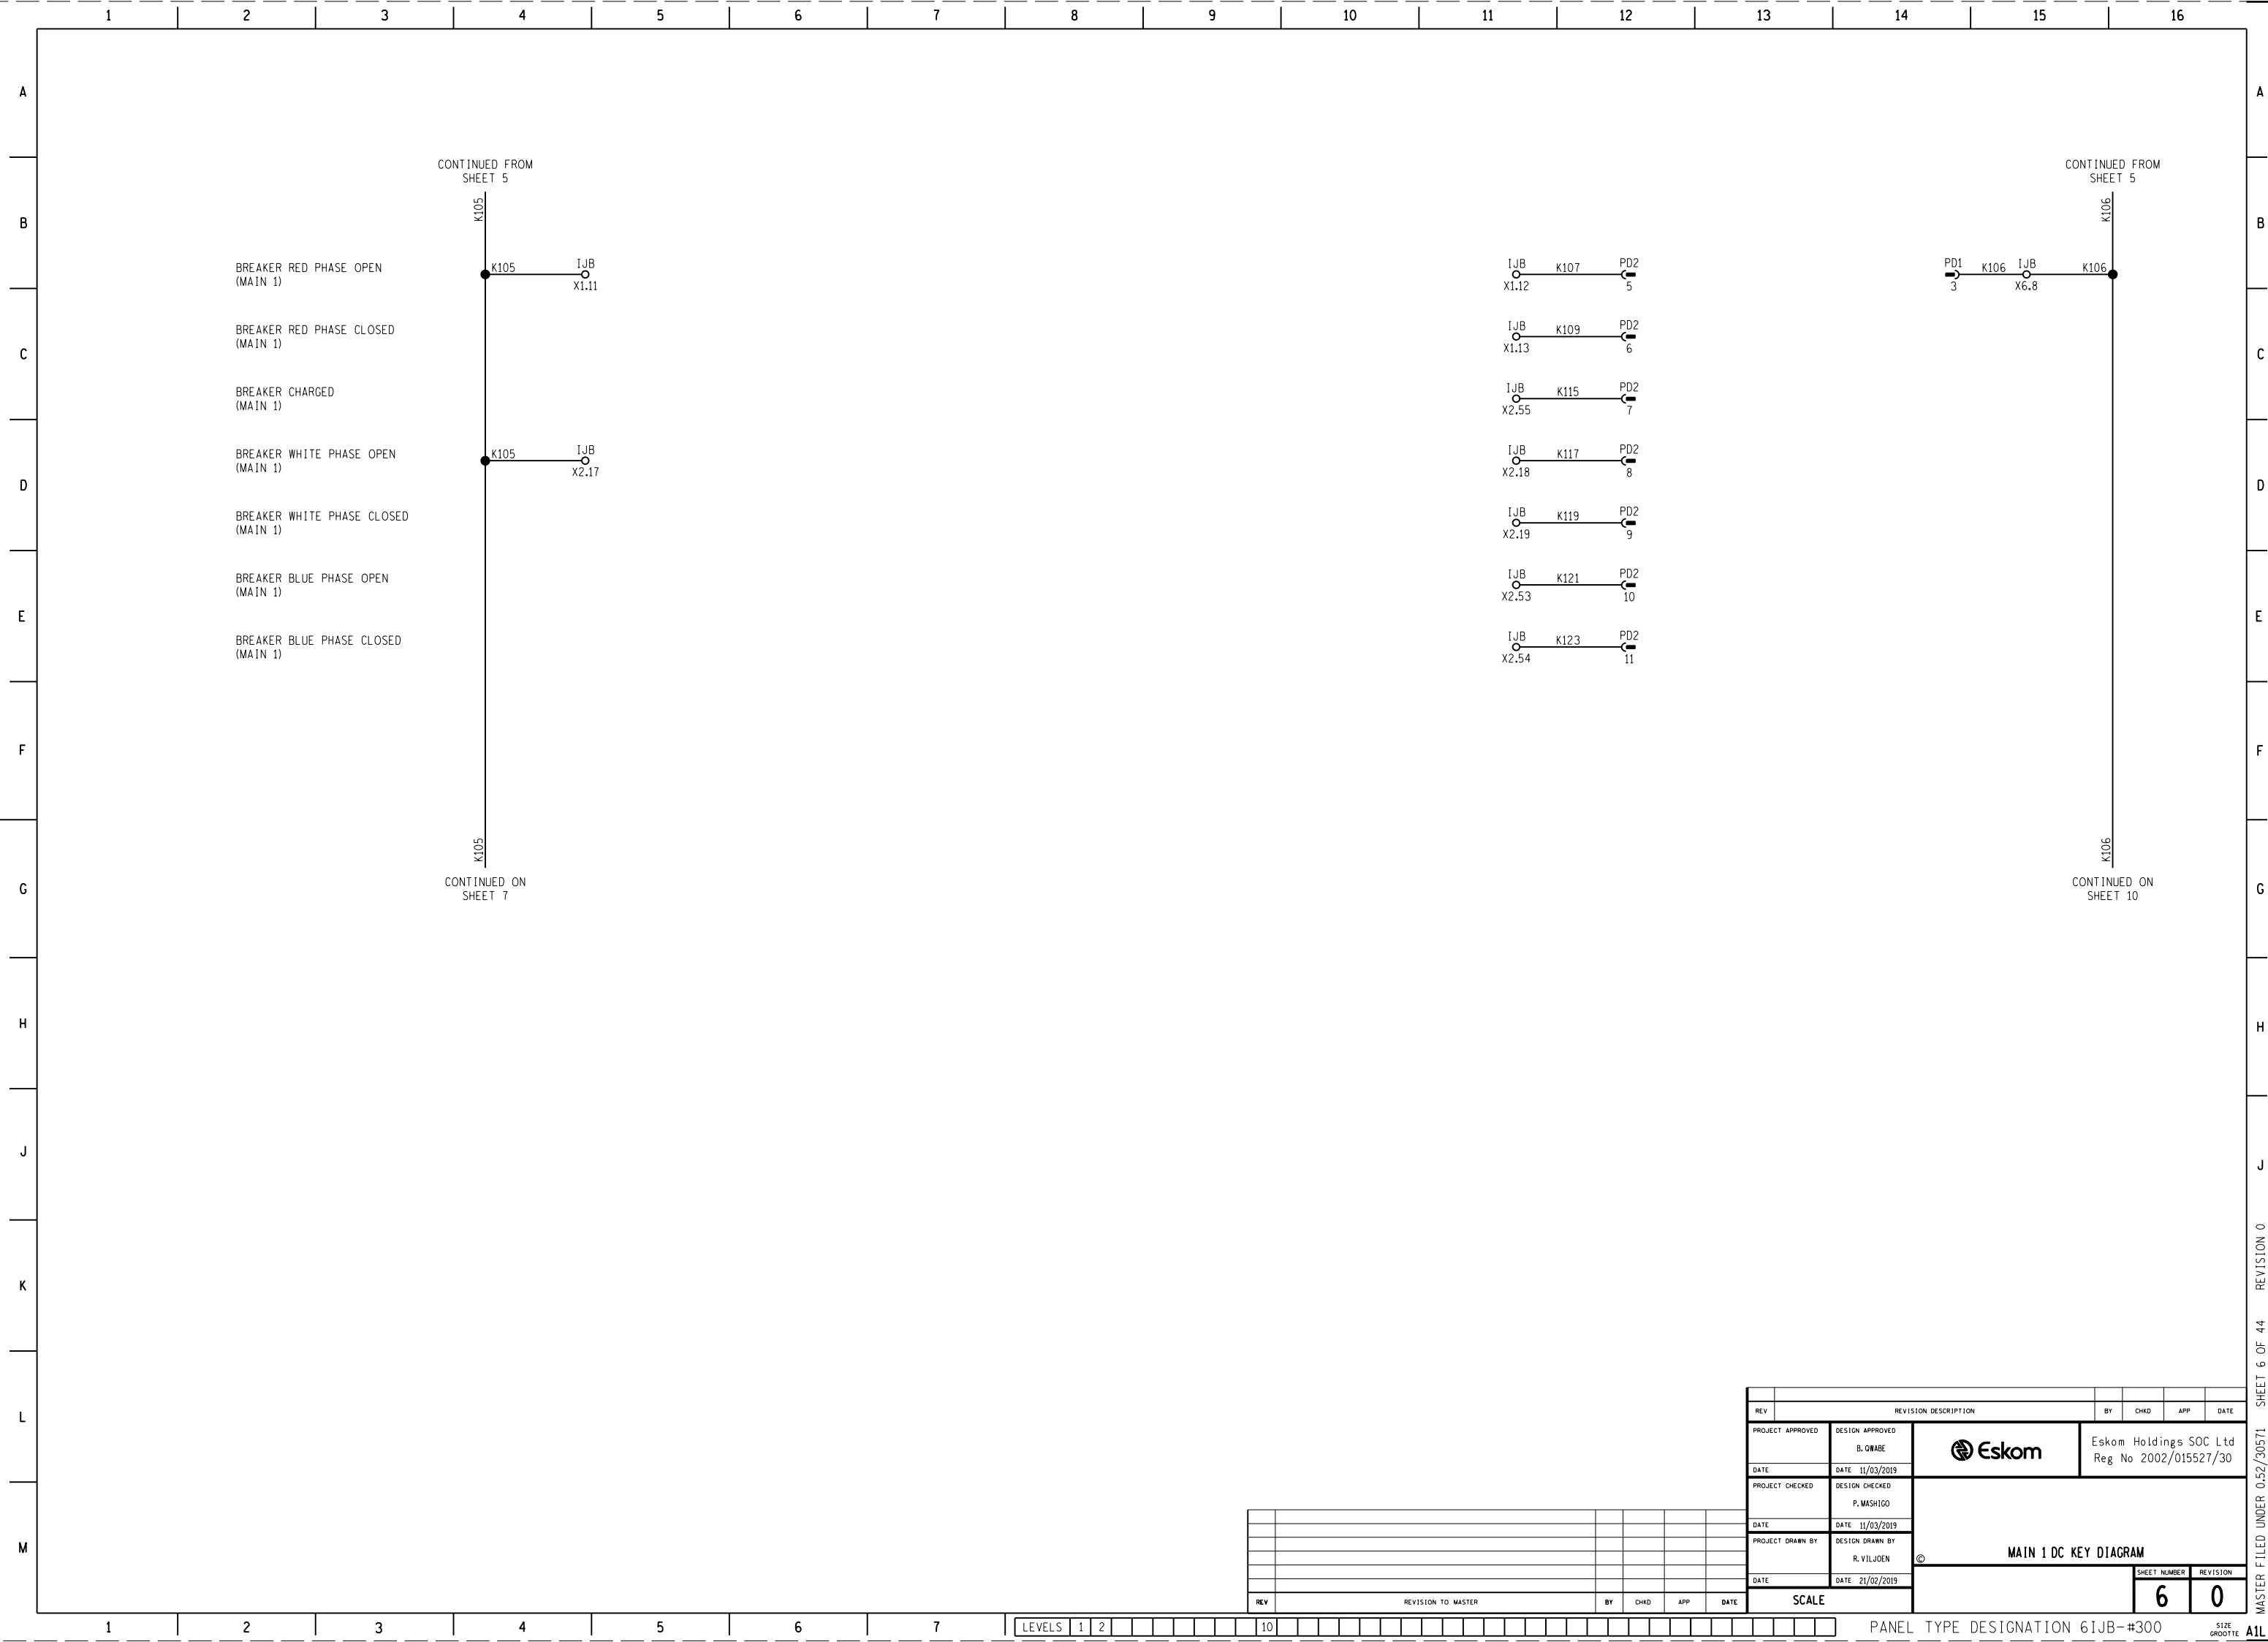 1 2 3 4 5 6 7 8 9 10 11 12 13 14 15 16
A A
CONTINUED FROM
SHEET 5
CONTINUED FROM
SHEET 5
K105
K106
B B
BREAKER RED PHASE OPEN
(MAIN 1)
K105 IJB
X1.11
IJB K107 PD2
X1.12 5
PD1 K106 IJB K106
3 X6.8
BREAKER RED PHASE CLOSED
(MAIN 1)
IJB K109 PD2
X1.13 6
C C
BREAKER CHARGED
(MAIN 1)
IJB K115 PD2
X2.55 7
BREAKER WHITE PHASE OPEN
(MAIN 1)
K105 IJB
X2.17
IJB K117 PD2
X2.18 8
D D
BREAKER WHITE PHASE CLOSED
(MAIN 1)
IJB K119 PD2
X2.19 9
BREAKER BLUE PHASE OPEN
(MAIN 1)
IJB K121 PD2
X2.53 10
E E
BREAKER BLUE PHASE CLOSED
(MAIN 1)
IJB K123 PD2
X2.54 11
F F
K105
K106
CONTINUED ON
SHEET 7
CONTINUED ON
SHEET 10
G G
H H
J J
K
L
M
REV REVISION DESCRIPTION BY CHKD APP DATE
PROJECT APPROVED
DATE
DESIGN APPROVED
B. QWABE
DATE 11/03/2019
Eskom
Eskom Holdings SOC Ltd
Reg No 2002/015527/30
PROJECT CHECKED
DATE
DESIGN CHECKED
P. MASHIGO
DATE 11/03/2019
PROJECT DRAWN BY
DATE
DESIGN DRAWN BY
R. VILJOEN
DATE 21/02/2019
© MAIN 1 DC KEY DIAGRAM
SHEET NUMBER REVISION
6 0
REV REVISION TO MASTER BY CHKD APP DATE
SCALE
1 2 3 4 5 6 7
LEVELS 1 2 10
PANEL TYPE DESIGNATION 6IJB-#300
SIZE
GROOTTE A1L
MASTER FILED UNDER 0.52/30571 SHEET 6 OF 44 REVISION 0